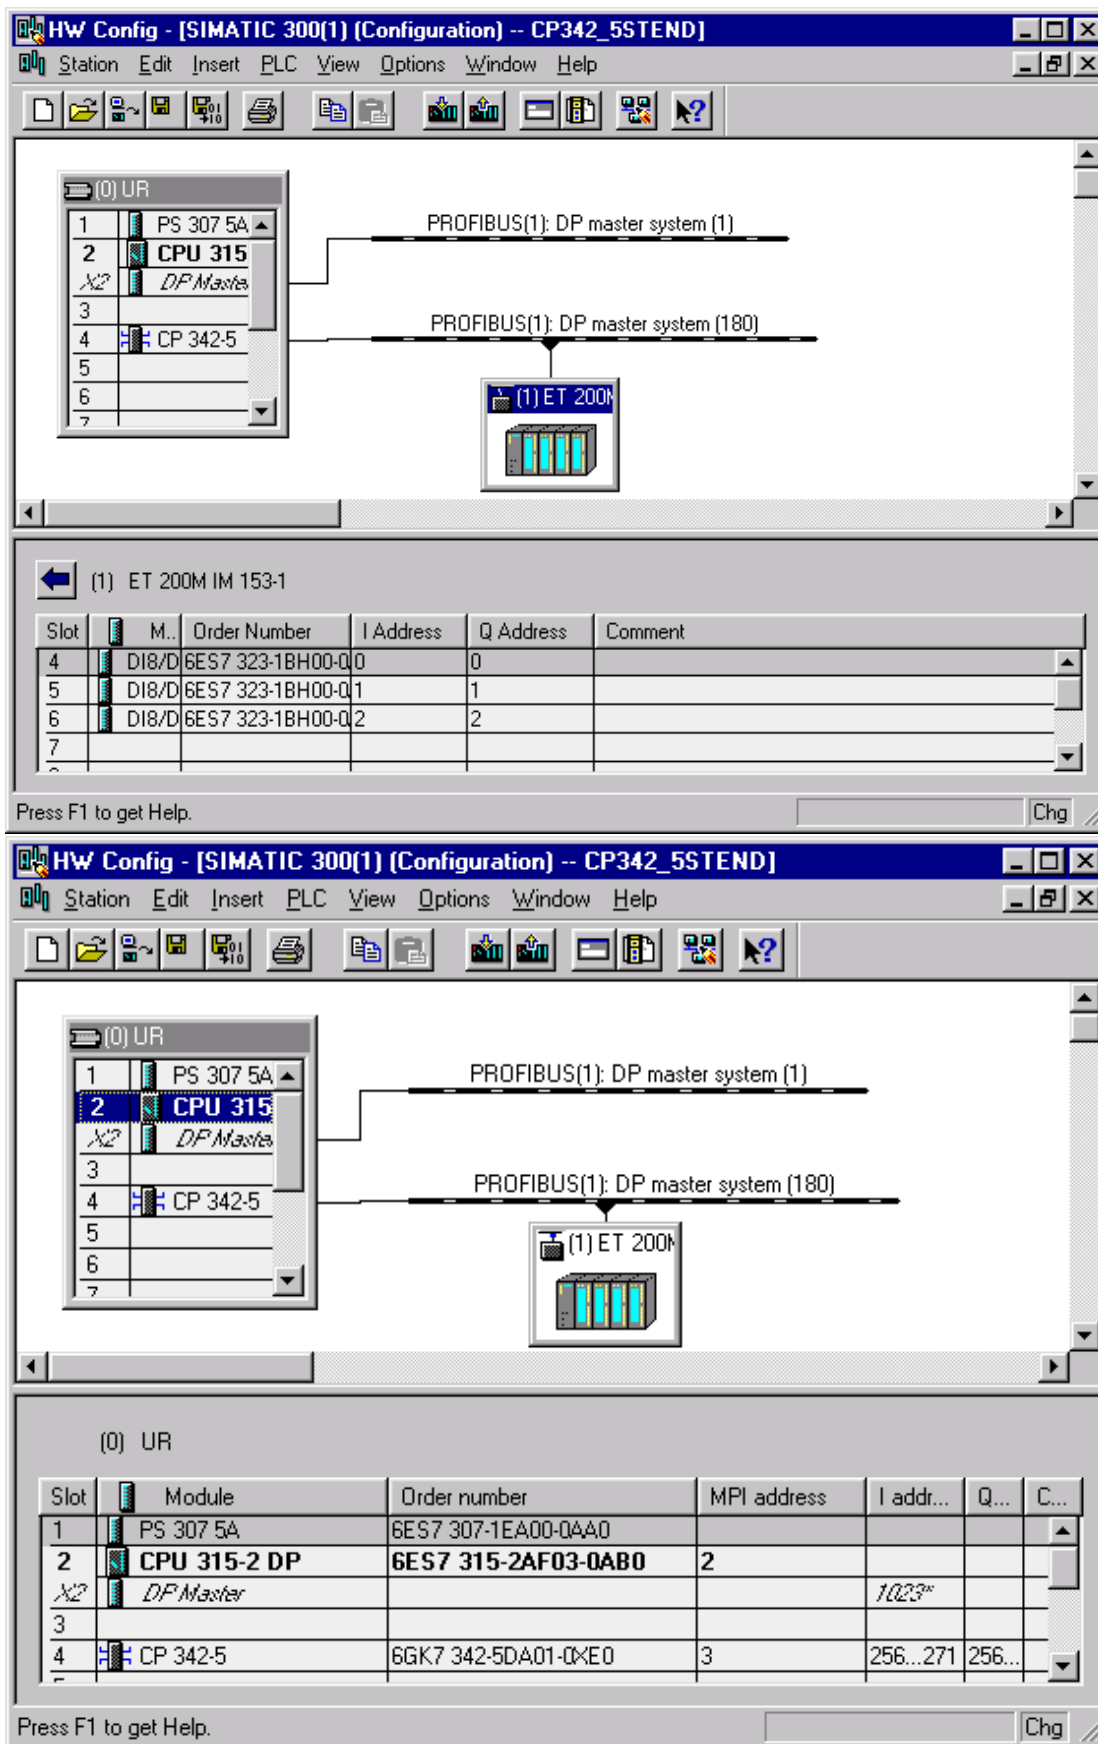 HW Config - [SIMATIC 300(1) (Configuration) -- CP342_5STEND]
Station Edit Insert PLC View Options Window Help
(0) UR
1 PS 307 5A
2 CPU 315
X2 DP Master
3
4 CP 342-5
5
6
7
PROFIBUS(1): DP master system (1)
PROFIBUS(1): DP master system (180)
(1) ET 200M
(1) ET 200M IM 153-1
Slot M.. Order Number I Address Q Address Comment
4 DI8/D 6ES7 323-1BH00-0 0 0
5 DI8/D 6ES7 323-1BH00-0 1 1
6 DI8/D 6ES7 323-1BH00-0 2 2
7
Press F1 to get Help.
Chg
HW Config - [SIMATIC 300(1) (Configuration) -- CP342_5STEND]
Station Edit Insert PLC View Options Window Help
(0) UR
1 PS 307 5A
2 CPU 315
X2 DP Master
3
4 CP 342-5
5
6
7
PROFIBUS(1): DP master system (1)
PROFIBUS(1): DP master system (180)
(1) ET 200M
(0) UR
Slot Module Order number MPI address I addr... Q... C...
1 PS 307 5A 6ES7 307-1EA00-0AA0
2 CPU 315-2 DP 6ES7 315-2AF03-0AB0 2
X2 DP Master 1023*
3
4 CP 342-5 6GK7 342-5DA01-0XE0 3 256...271 256...
Press F1 to get Help.
Chg